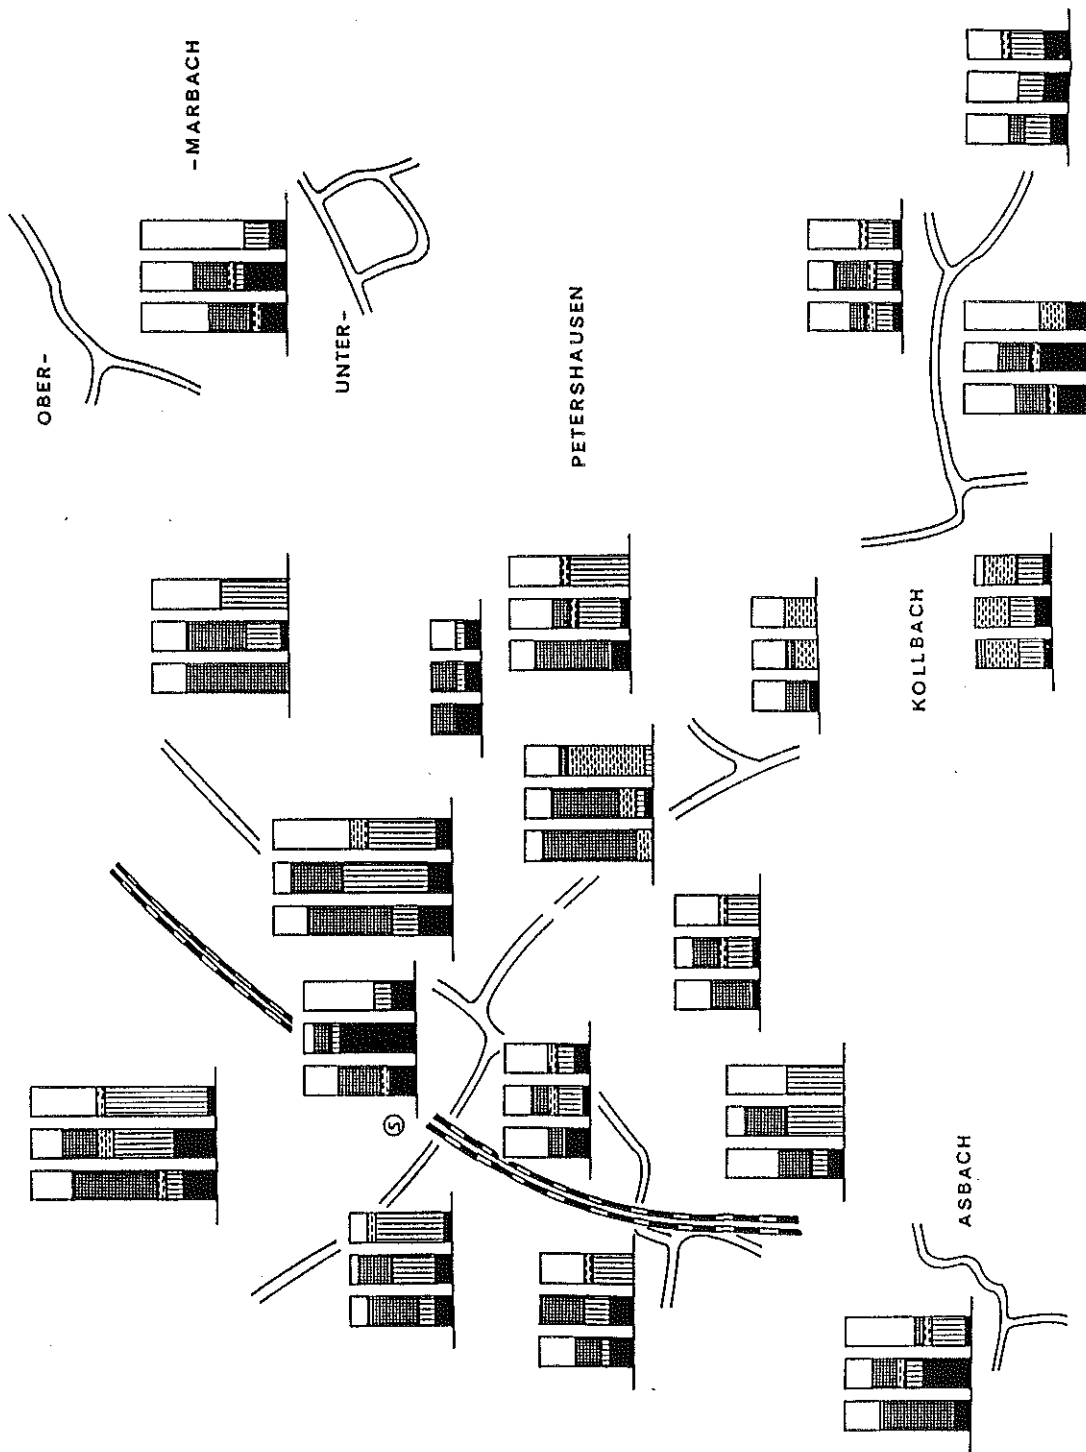 OBER-
-MARBACH
UNTER-
PETERSHAUSEN
KOLLBACH
ASBACH
S